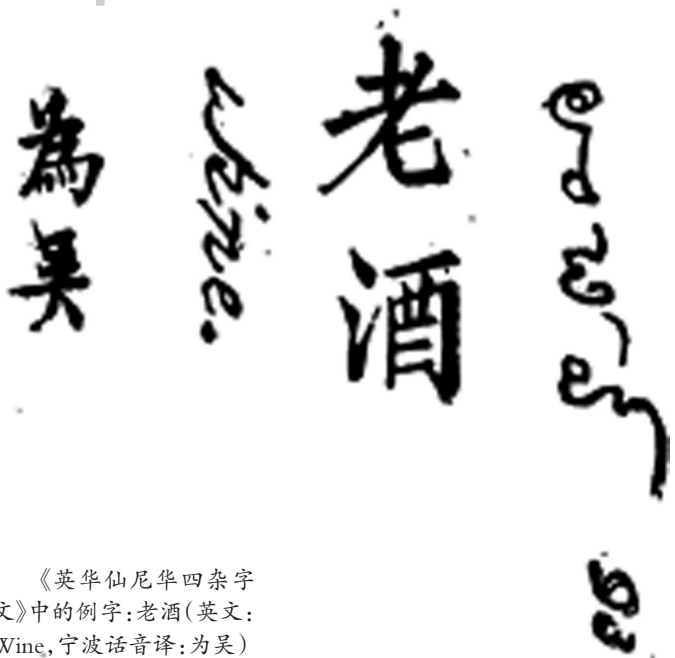 老酒
Wine.
為吴
《英华仙尼华四杂字
文》中的例字:老酒(英文:
Wine,宁波话音译:为吴)